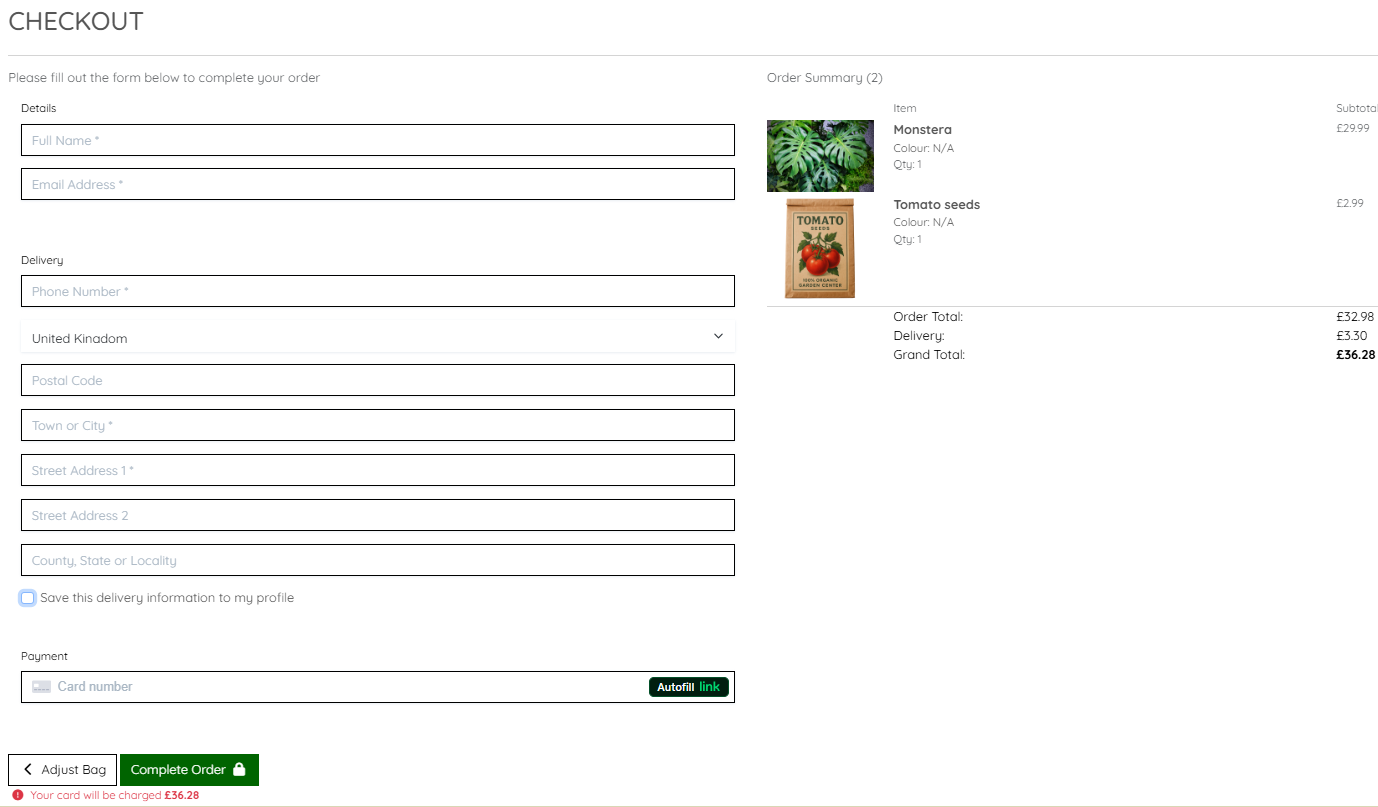 CHECKOUT
Please fill out the form below to complete your order
Details
Full Name *
Email Address *
Delivery
Phone Number *
United Kingdom
Postal Code
Town or City *
Street Address 1 *
Street Address 2
County, State or Locality
Save this delivery information to my profile
Payment
Card number
Autofill link
Adjust Bag
Complete Order
Your card will be charged £36.28
Order Summary (2)
Item Subtotal
Monstera £29.99
Colour: N/A
Qty: 1
TOMATO
SEEDS
100% ORGANIC
GARDEN CENTER
Tomato seeds £2.99
Colour: N/A
Qty: 1
Order Total: £32.98
Delivery: £3.30
Grand Total: £36.28